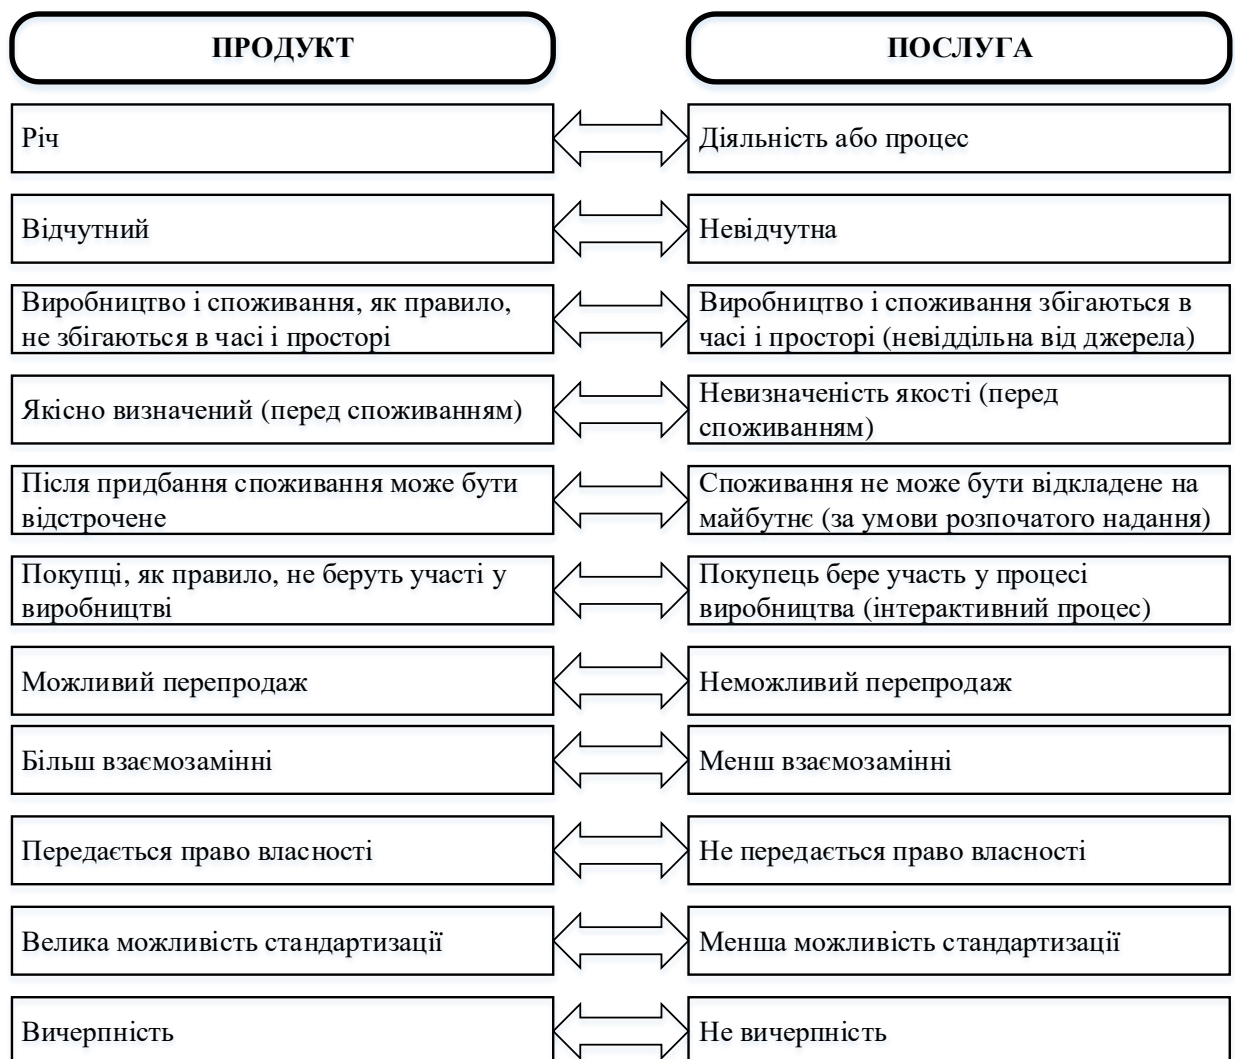 ПРОДУКТ
ПОСЛУГА
Річ
Діяльність або процес
Відчутний
Невідчутна
Виробництво і споживання, як правило,
не збігаються в часі і просторі
Виробництво і споживання збігаються в
часі і просторі (невіддільна від джерела)
Якісно визначений (перед споживанням)
Невизначеність якості (перед
споживанням)
Після придбання споживання може бути
відстрочене
Споживання не може бути відкладене на
майбутнє (за умови розпочатого надання)
Покупці, як правило, не беруть участі у
виробництві
Покупець бере участь у процесі
виробництва (інтерактивний процес)
Можливий перепродаж
Неможливий перепродаж
Більш взаємозамінні
Менш взаємозамінні
Передається право власності
Не передається право власності
Велика можливість стандартизації
Менша можливість стандартизації
Вичерпність
Не вичерпність